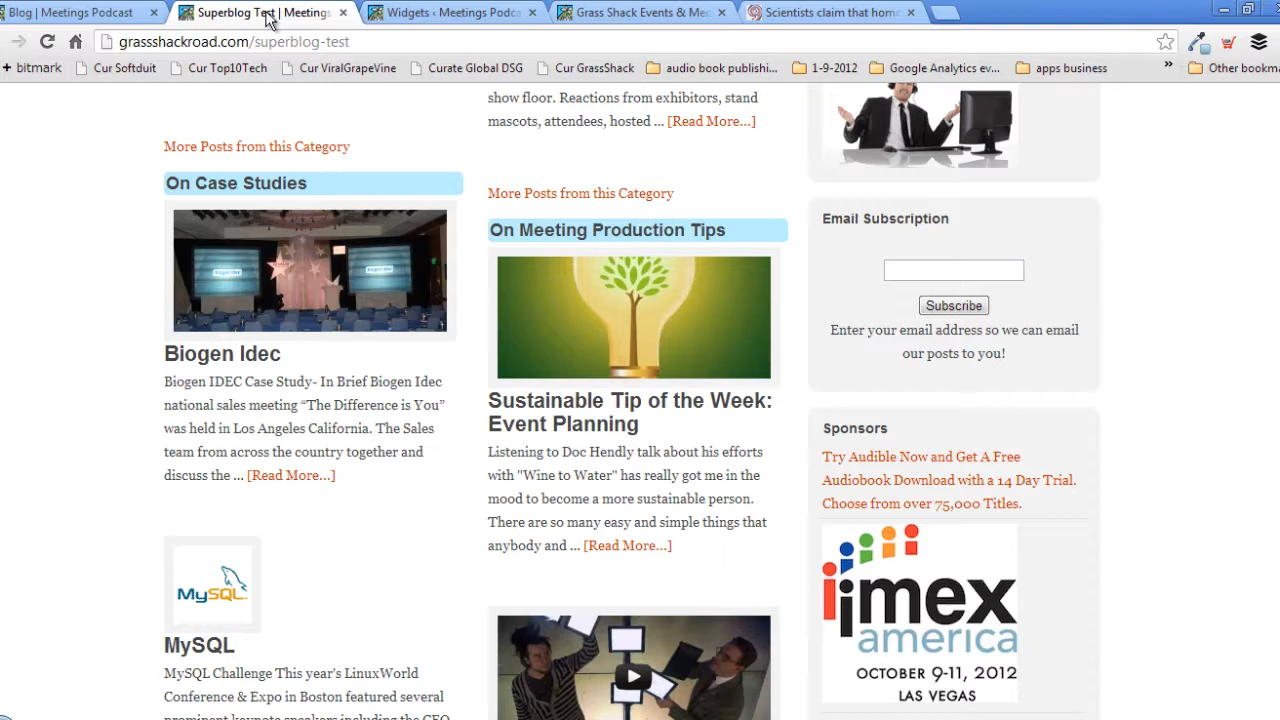 Blog | Meetings Podcast
Superblog Test | Meetings
Widgets ‹ Meetings Podca
Grass Shack Events & Me
Scientists claim that hom
grassshackroad.com/superblog-test
+ bitmark
Cur Softduit
Cur Top10Tech
Cur ViralGrapeVine
Curate Global DSG
Cur GrassShack
audio book publishi...
1-9-2012
Google Analytics ev...
apps business
»
Other bookma
show floor. Reactions from exhibitors, stand
mascots, attendees, hosted ... [Read More...]
More Posts from this Category
More Posts from this Category
On Case Studies
Biogen Idec
Biogen IDEC Case Study- In Brief Biogen Idec
national sales meeting “The Difference is You”
was held in Los Angeles California. The Sales
team from across the country together and
discuss the ... [Read More...]
MySQL
MySQL
MySQL Challenge This year's LinuxWorld
Conference & Expo in Boston featured several
prominent keynote speakers including the CEO
On Meeting Production Tips
Sustainable Tip of the Week:
Event Planning
Listening to Doc Hendly talk about his efforts
with "Wine to Water" has really got me in the
mood to become a more sustainable person.
There are so many easy and simple things that
anybody and ... [Read More...]
Email Subscription
Subscribe
Enter your email address so we can email
our posts to you!
Sponsors
Try Audible Now and Get A Free
Audiobook Download with a 14 Day Trial.
Choose from over 75,000 Titles.
imex
america
OCTOBER 9-11, 2012
LAS VEGAS